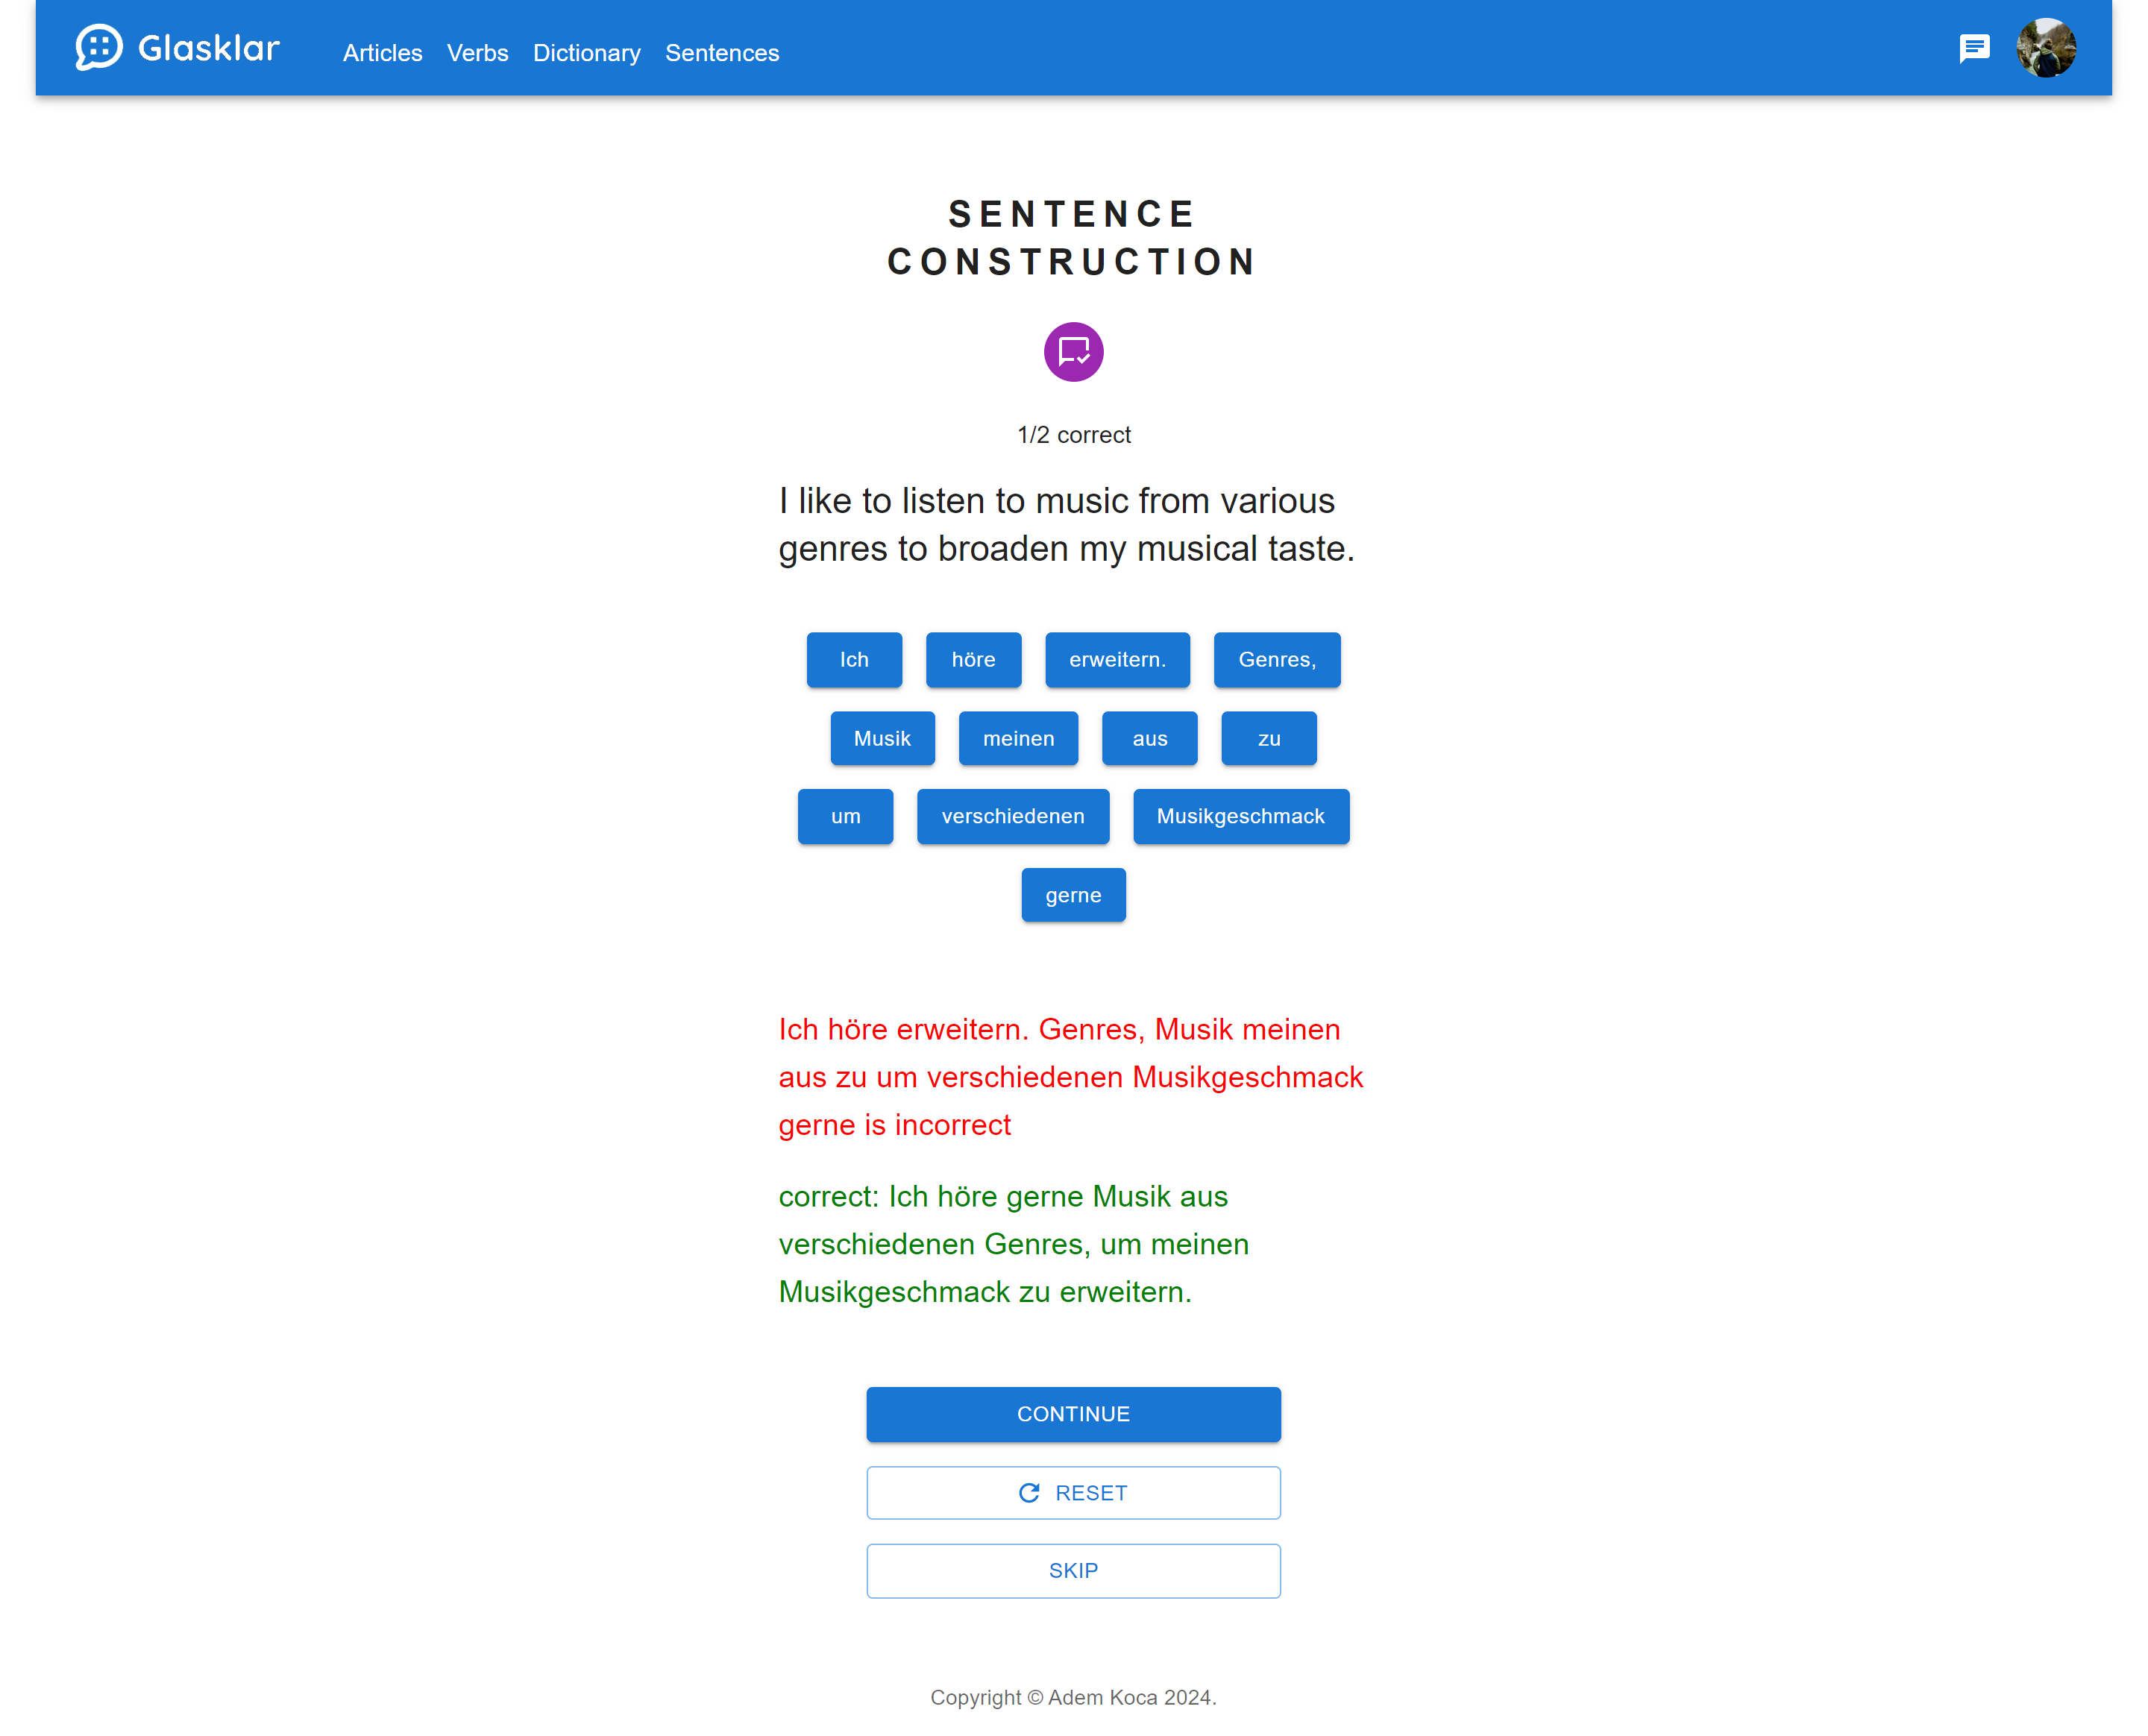 Glasklar Articles Verbs Dictionary Sentences
SENTENCE
CONSTRUCTION
1/2 correct
I like to listen to music from various
genres to broaden my musical taste.
Ich höre erweitern. Genres,
Musik meinen aus zu
um verschiedenen Musikgeschmack
gerne
Ich höre erweitern. Genres, Musik meinen
aus zu um verschiedenen Musikgeschmack
gerne is incorrect
correct: Ich höre gerne Musik aus
verschiedenen Genres, um meinen
Musikgeschmack zu erweitern.
CONTINUE
RESET
SKIP
Copyright © Adem Koca 2024.